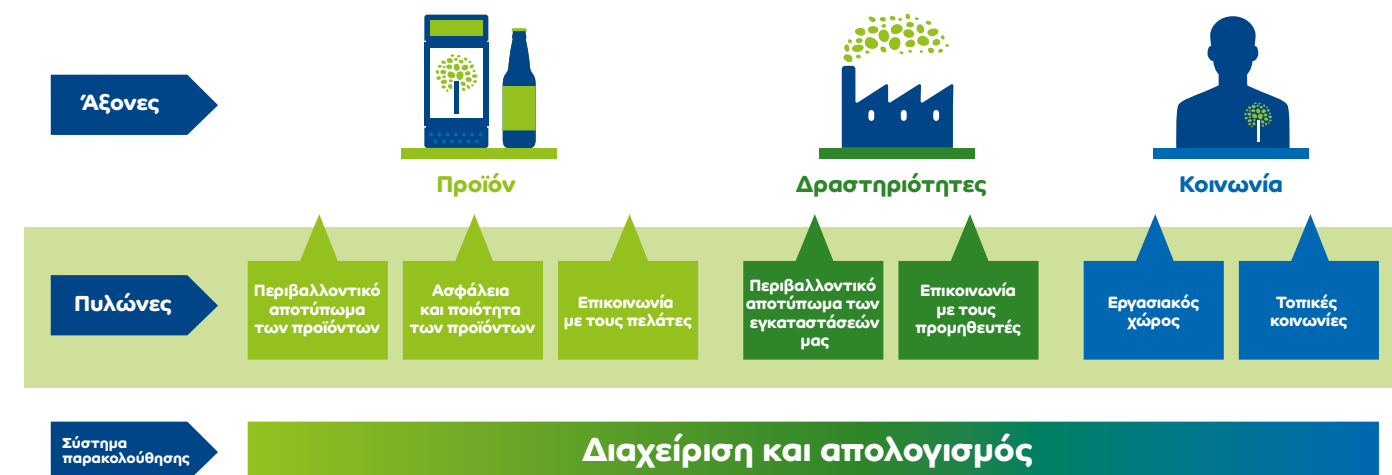 Άξονες
Προϊόν
Δραστηριότητες
Κοινωνία
Πυλώνες
Περιβαλλοντικό
αποτύπωμα
των προϊόντων
Ασφάλεια
και ποιότητα
των προϊόντων
Επικοινωνία
με τους πελάτες
Περιβαλλοντικό
αποτύπωμα των
εγκαταστάσεών
μας
Επικοινωνία
με τους
προμηθευτές
Εργασιακός
χώρος
Τοπικές
κοινωνίες
Σύστημα
παρακολούθησης
Διαχείριση και απολογισμός